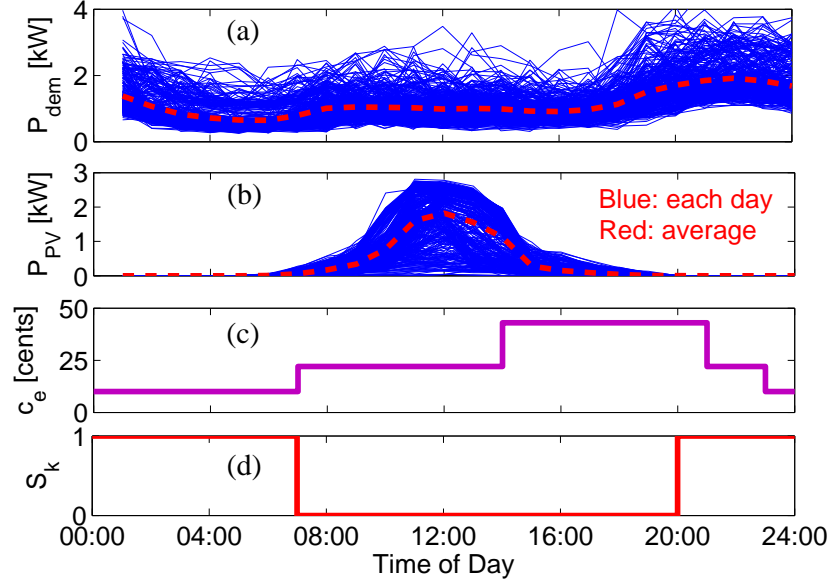 (a)
P_dem [kW]
4
2
0
(b)
P_PV [kW]
3
2
1
0
Blue: each day
Red: average
(c)
c_e [cents]
50
25
0
(d)
S_k
1
0
00:00 04:00 08:00 12:00 16:00 20:00 24:00
Time of Day